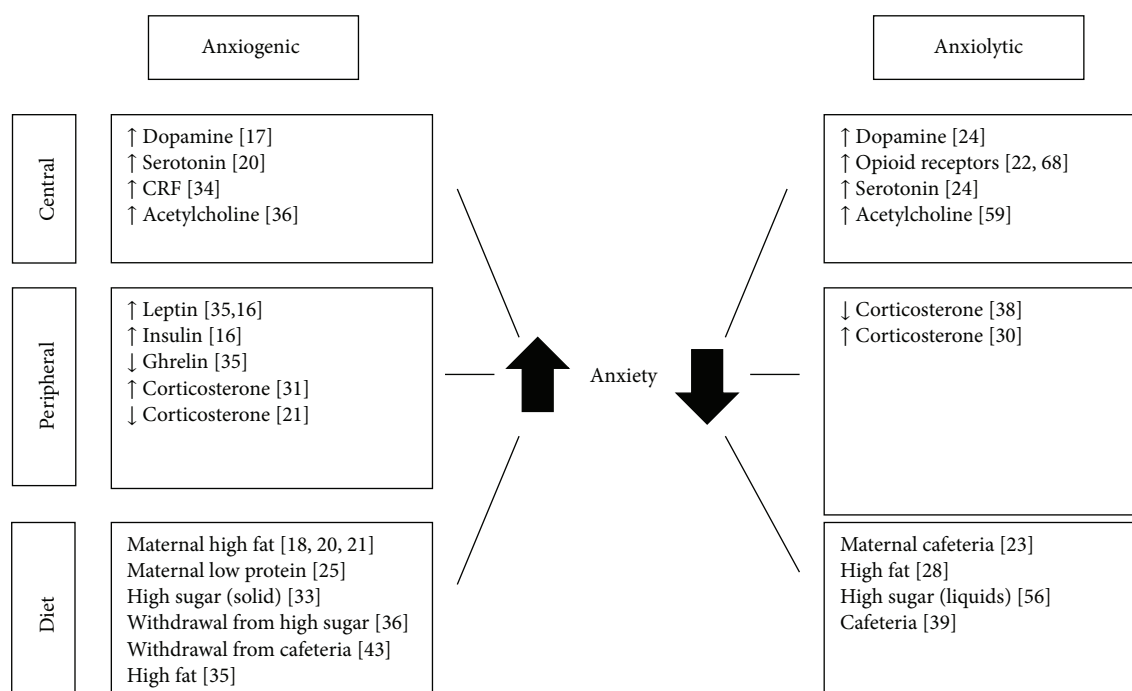 Anxiogenic
Anxiolytic
Central
↑ Dopamine [17]
↑ Serotonin [20]
↑ CRF [34]
↑ Acetylcholine [36]
↑ Dopamine [24]
↑ Opioid receptors [22, 68]
↑ Serotonin [24]
↑ Acetylcholine [59]
Peripheral
↑ Leptin [35,16]
↑ Insulin [16]
↓ Ghrelin [35]
↑ Corticosterone [31]
↓ Corticosterone [21]
Anxiety
↓ Corticosterone [38]
↑ Corticosterone [30]
Diet
Maternal high fat [18, 20, 21]
Maternal low protein [25]
High sugar (solid) [33]
Withdrawal from high sugar [36]
Withdrawal from cafeteria [43]
High fat [35]
Maternal cafeteria [23]
High fat [28]
High sugar (liquids) [56]
Cafeteria [39]